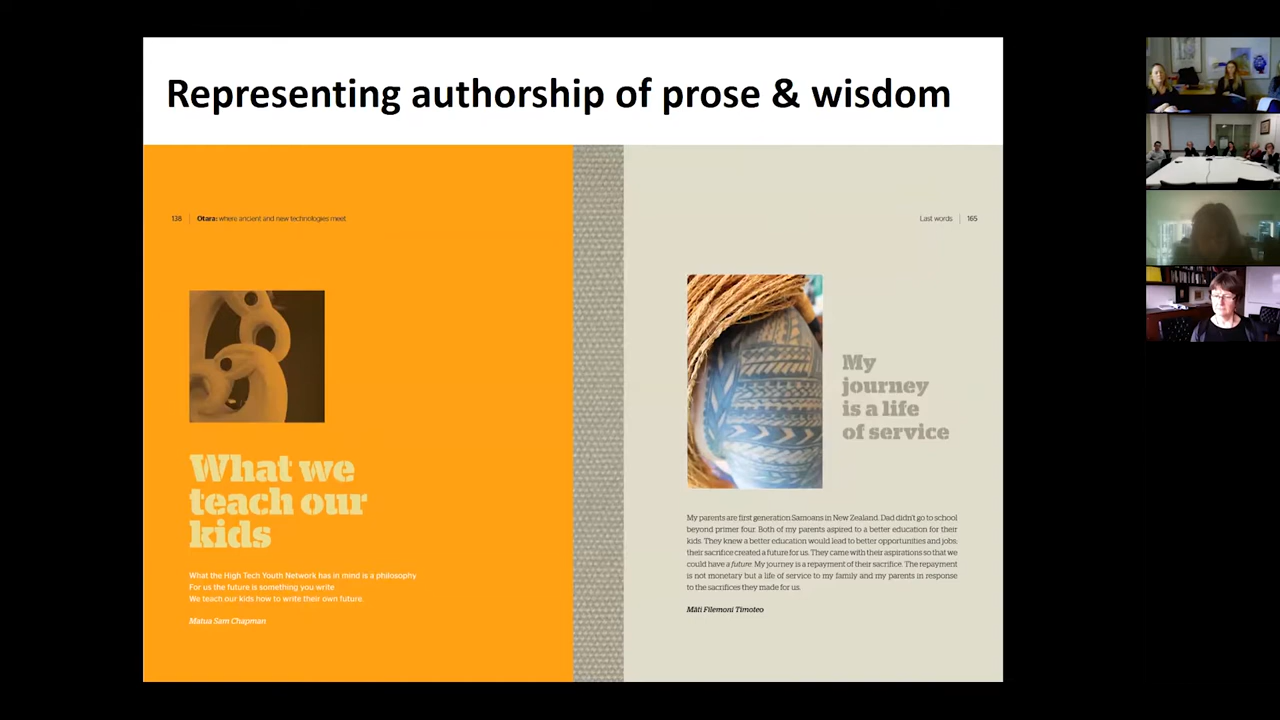 Representing authorship of prose & wisdom
138 | Otara: where ancient and new technologies meet
What we
teach our
kids
What the High Tech Youth Network has in mind is a philosophy
For us the future is something you write
We teach our kids how to write their own future.
Matua Sam Chapman
Last words | 165
My
journey
is a life
of service
My parents are first generation Samoans in New Zealand. Dad didn't go to school
beyond primer four. Both of my parents aspired to a better education for their
kids. They knew a better education would lead to better opportunities and jobs;
their sacrifice created a future for us. They came with their aspirations so that we
could have a future. My journey is a repayment of their sacrifice. The repayment
is not monetary but a life of service to my family and my parents in response
to the sacrifices they made for us.
Māti Filemoni Timoteo